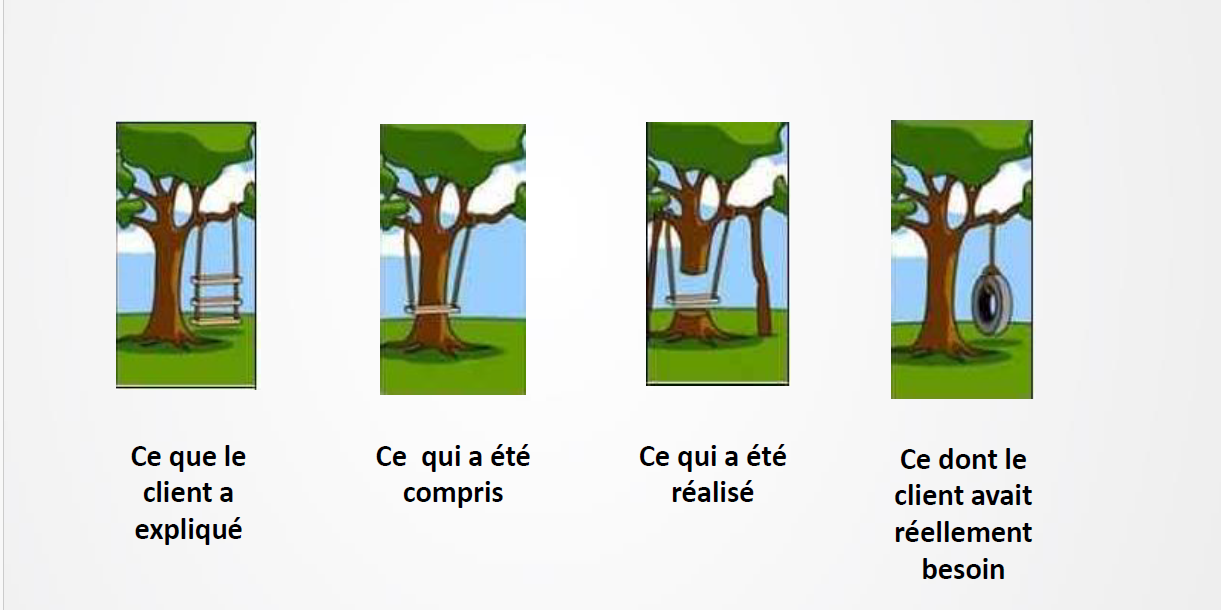 Ce que le
client a
expliqué
Ce  qui a été
compris
Ce qui a été
réalisé
Ce dont le
client avait
réellement
besoin